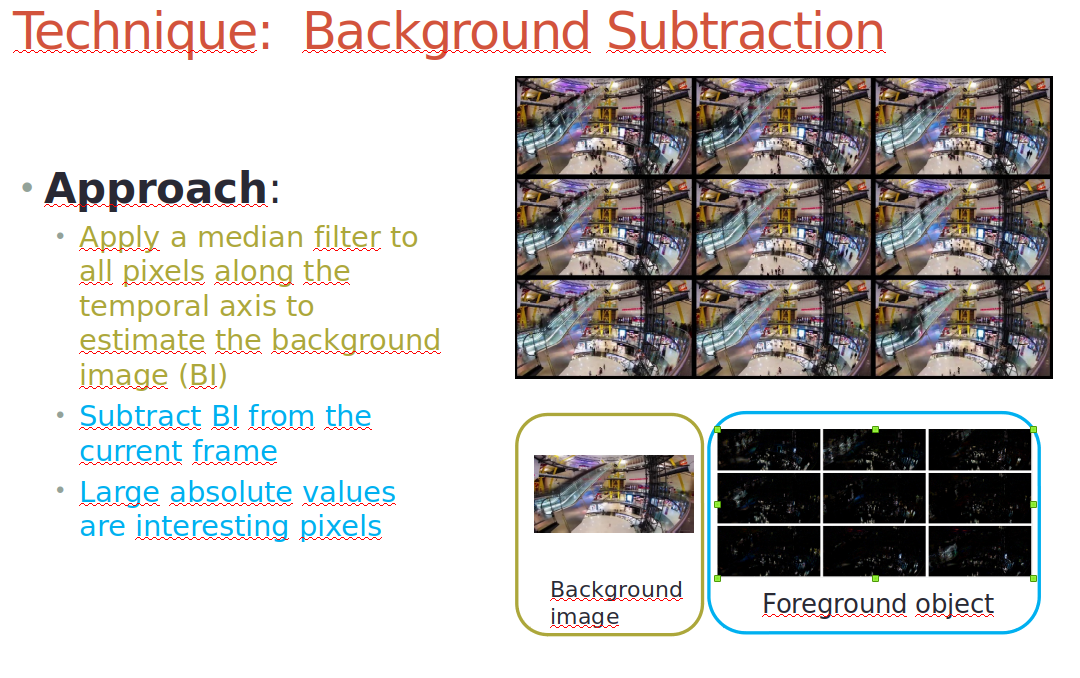 Technique:  Background Subtraction
• Approach:
• Apply a median filter to
all pixels along the
temporal axis to
estimate the background
image (BI)
• Subtract BI from the
current frame
• Large absolute values
are interesting pixels
Background
image
Foreground object